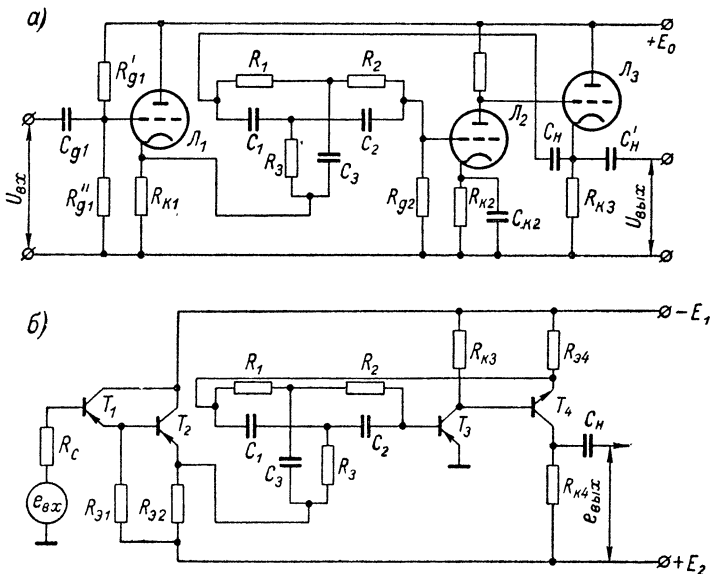 а)
+E₀
R'g1
R₁
R₂
Л₃
Cg1
Л₁
C₁
C₂
Л₂
Cн
C'н
R₃
C₃
Uвх
R''g1
Rк1
Rg2
Rк2
Cк2
Rк3
Uвых
б)
−E₁
Rк3
Rэ4
R₁
R₂
T₁
T₂
T₃
T₄
Cн
Rс
C₁
C₂
C₃
R₃
eвх
Rэ1
Rэ2
Rк4
eвых
+E₂